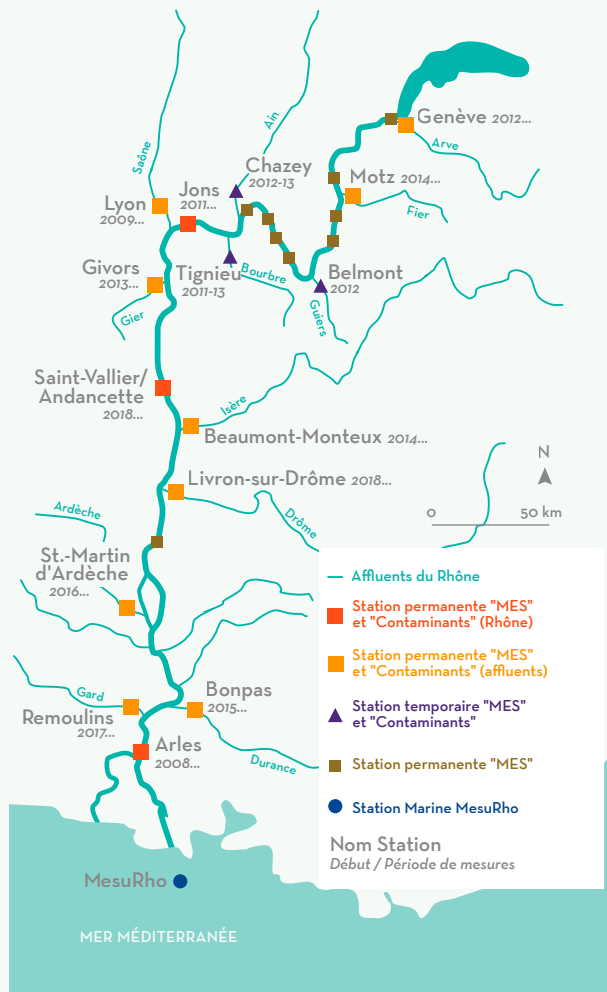 Genève 2012...
Arve
Ain
Saône
Chazey
2012-13
Motz 2014...
Jons
2011...
Lyon
2009...
Fier
Givors
2013...
Tignieu
2011-13
Bourbre
Belmont
2012
Guiers
Gier
Saint-Vallier/
Andancette
2018...
Isère
Beaumont-Monteux 2014...
N
Livron-sur-Drôme 2018...
0 50 km
Ardèche
Drôme
St.-Martin
d'Ardèche
2016...
Gard
Bonpas
2015...
Remoulins
2017...
Arles
2008...
Durance
Affluents du Rhône
Station permanente "MES"
et "Contaminants" (Rhône)
Station permanente "MES"
et "Contaminants" (affluents)
Station temporaire "MES"
et "Contaminants"
Station permanente "MES"
Station Marine MesuRho
Nom Station
Début / Période de mesures
MesuRho
MER MÉDITERRANÉE